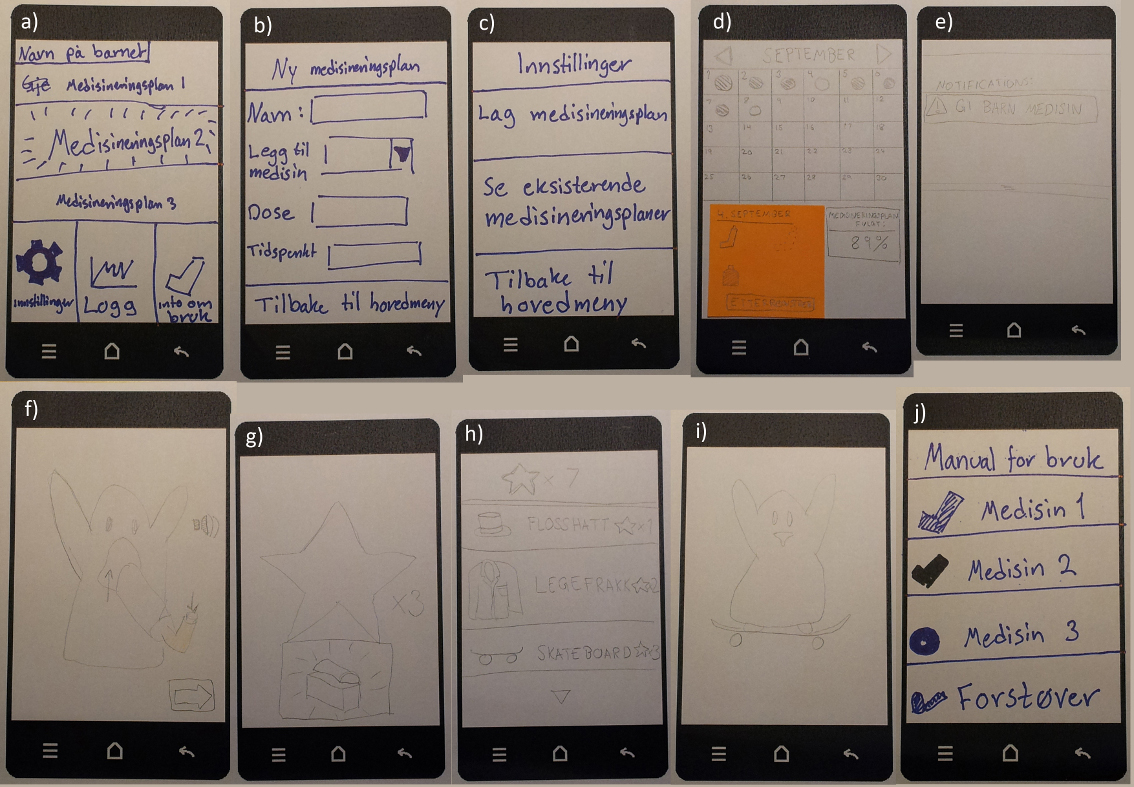 a)
Navn på barnet
Medisineringsplan 1
Medisineringsplan 2
Medisineringsplan 3
Innstillinger
Logg
Info om
bruk
b)
Ny medisineringsplan
Navn:
Legg til
medisin
Dose
Tidspunkt
Tilbake til hovedmeny
c)
Innstillinger
Lag medisineringsplan
Se eksisterende
medisineringsplaner
Tilbake til
hovedmeny
d)
SEPTEMBER
1 2 3 4 5 6
7 8 9 10 11 12
13 14 15 16 17 18
19 20 21 22 23 24
25 26 27 28 29 30
4. SEPTEMBER
MEDISINERINGSPLAN
FULGT:
89%
e)
NOTIFICATIONS:
GI BARN MEDISIN
f)
g)
x3
h)
x 7
FLOSSHATT x1
LEGEFRAKK x2
SKATEBOARD x3
i)
j)
Manual for bruk
Medisin 1
Medisin 2
Medisin 3
Forstøver